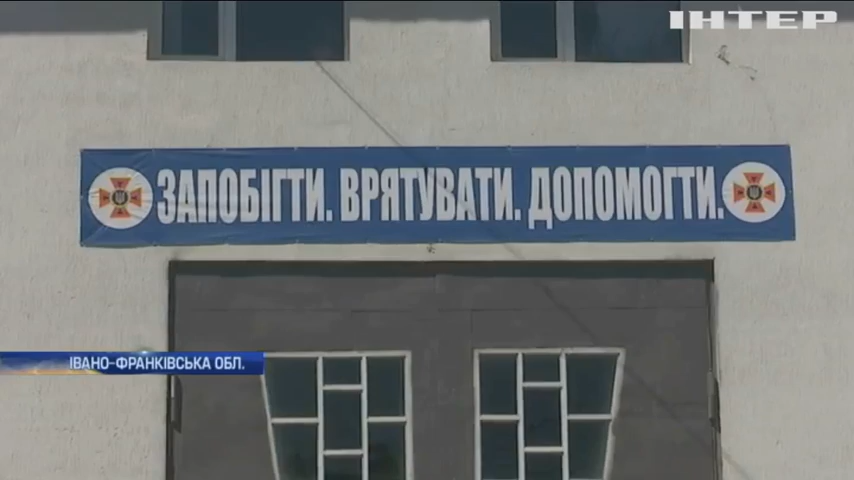 ІНТЕР
ЗАПОБІГТИ. ВРЯТУВАТИ. ДОПОМОГТИ.
ІВАНО-ФРАНКІВСЬКА ОБЛ.